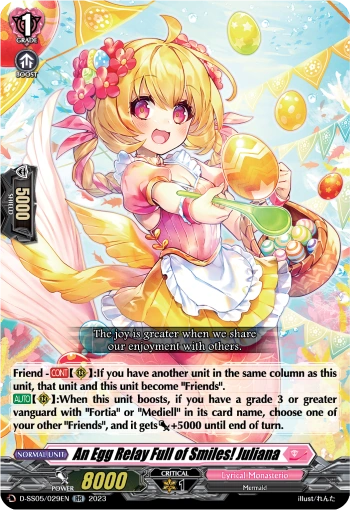 1
GRADE
BOOST
5000
SHIELD
The joy is greater when we share
our enjoyment with others.
Friend - CONT【R】:If you have another unit in the same column as this
unit, that unit and this unit become "Friends".
AUTO【R】:When this unit boosts, if you have a grade 3 or greater
vanguard with "Fortia" or "Mediell" in its card name, choose one of
your other "Friends", and it gets +5000 until end of turn.
NORMAL UNIT
An Egg Relay Full of Smiles! Juliana
POWER
8000
CRITICAL
1
Lyrical Monasterio
Mermaid
D-SS05/029EN RR 2023
illust/れんた